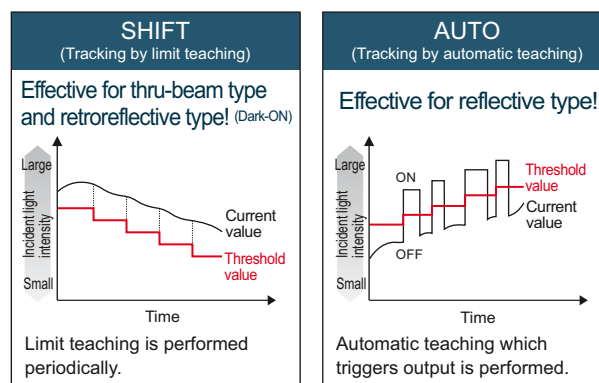 SHIFT
(Tracking by limit teaching)
Effective for thru-beam type
and retroreflective type! (Dark-ON)
Large
Incident light
intensity
Small
Current
value
Threshold
value
Time
Limit teaching is performed
periodically.
AUTO
(Tracking by automatic teaching)
Effective for reflective type!
Large
Incident light
intensity
Small
ON
OFF
Threshold
value
Current
value
Time
Automatic teaching which
triggers output is performed.